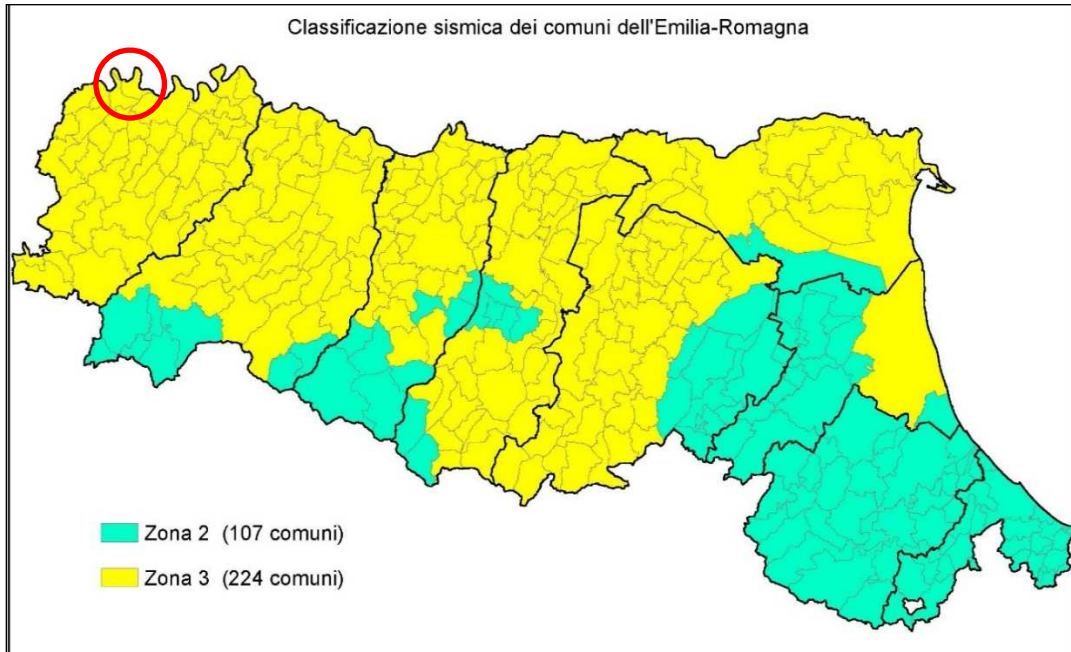 Classificazione sismica dei comuni dell'Emilia-Romagna
Zona 2 (107 comuni)
Zona 3 (224 comuni)